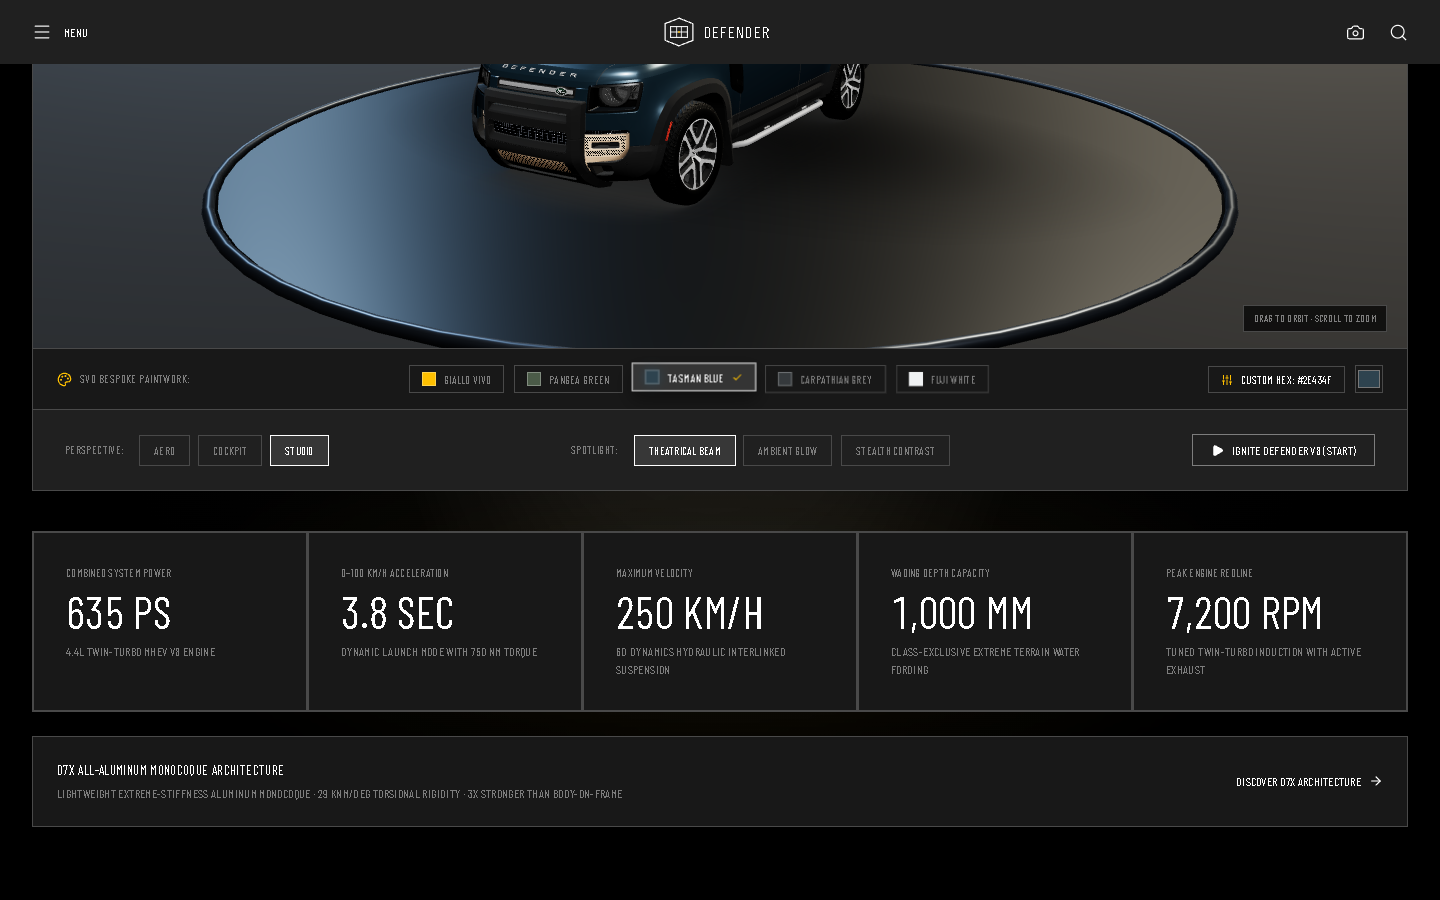 MENU
DEFENDER
DEFENDER
DRAG TO ORBIT · SCROLL TO ZOOM
SVO BESPOKE PAINTWORK:
GIALLO VIVO
PANGEA GREEN
TASMAN BLUE
CARPATHIAN GREY
FUJI WHITE
CUSTOM HEX: #2E434F
PERSPECTIVE:
AERO
COCKPIT
STUDIO
SPOTLIGHT:
THEATRICAL BEAM
AMBIENT GLOW
STEALTH CONTRAST
IGNITE DEFENDER V8 (START)
COMBINED SYSTEM POWER
635 PS
4.4L TWIN-TURBO MHEV V8 ENGINE
0-100 KM/H ACCELERATION
3.8 SEC
DYNAMIC LAUNCH MODE WITH 750 NM TORQUE
MAXIMUM VELOCITY
250 KM/H
6D DYNAMICS HYDRAULIC INTERLINKED
SUSPENSION
WADING DEPTH CAPACITY
1,000 MM
CLASS-EXCLUSIVE EXTREME TERRAIN WATER
FORDING
PEAK ENGINE REDLINE
7,200 RPM
TUNED TWIN-TURBO INDUCTION WITH ACTIVE
EXHAUST
D7X ALL-ALUMINUM MONOCOQUE ARCHITECTURE
LIGHTWEIGHT EXTREME-STIFFNESS ALUMINUM MONOCOQUE · 29 KNM/DEG TORSIONAL RIGIDITY · 3X STRONGER THAN BODY-ON-FRAME
DISCOVER D7X ARCHITECTURE